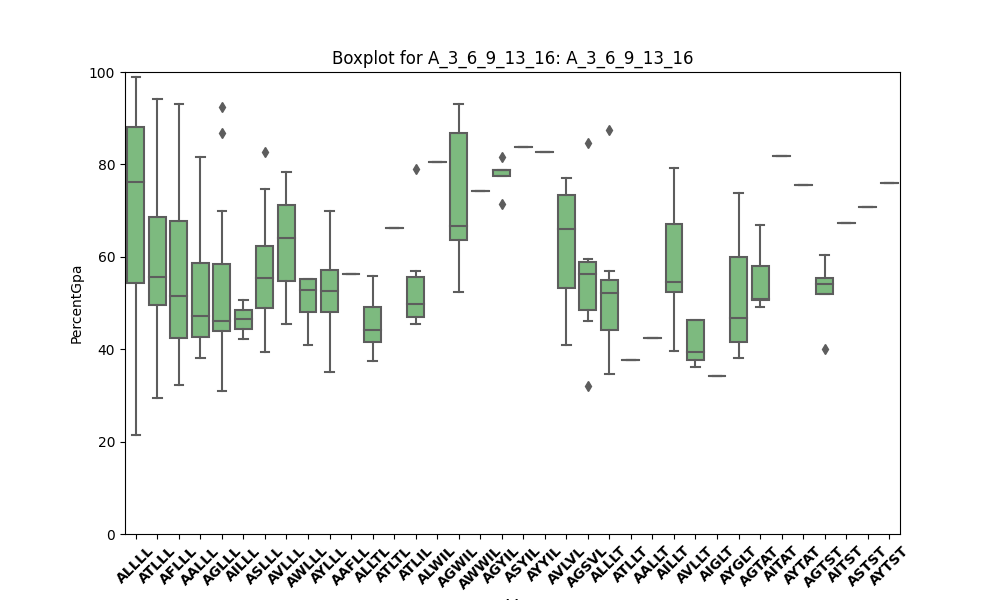 Boxplot for A_3_6_9_13_16: A_3_6_9_13_16
PercentGpa
100
80
60
40
20
0
ALLLL
ATLLL
AFLLL
AALLL
AGLLL
AILLL
ASLLL
AVLLL
AWLLL
AYLLL
AAFLL
ALLTL
ATLTL
ATLIL
ALWIL
AGWIL
AWWIL
AGYIL
ASYIL
AYYIL
AVLVL
AGSVL
ALLLT
ATLLT
AALLT
AILLT
AVLLT
AIGLT
AYGLT
AGTAT
AITAT
AYTAT
AGTST
AITST
ASTST
AYTST